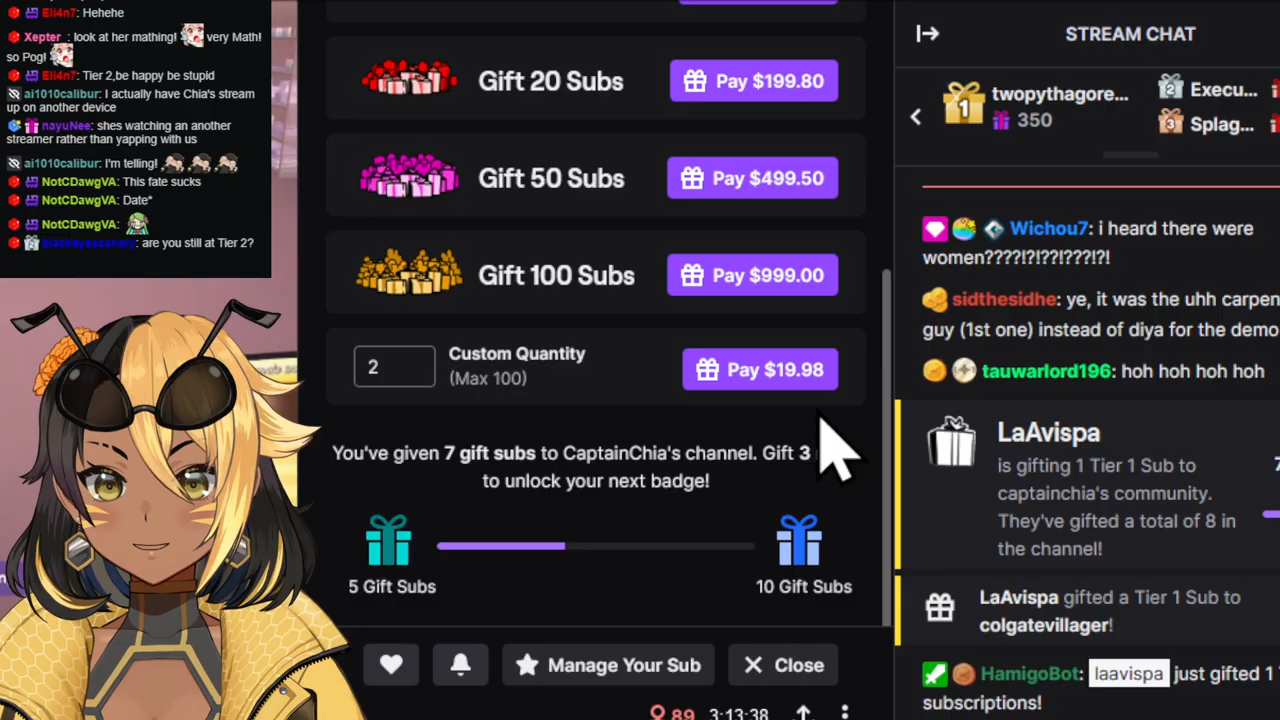 Eli4n7: Hehehe
Xepter : look at her mathing! very Math!
so Pog!
Eli4n7: Tier 2,be happy be stupid
ai1010calibur: I actually have Chia's stream
up on another device
nayuNee: shes watching an another
streamer rather than yapping with us
ai1010calibur: I'm telling!
NotCDawgVA: This fate sucks
NotCDawgVA: Date*
NotCDawgVA:
blackeyescanary: are you still at Tier 2?
Gift 20 Subs
Pay $199.80
Gift 50 Subs
Pay $499.50
Gift 100 Subs
Pay $999.00
2
Custom Quantity
(Max 100)
Pay $19.98
You've given 7 gift subs to CaptainChia's channel. Gift 3
to unlock your next badge!
5 Gift Subs
10 Gift Subs
Manage Your Sub
Close
89
3:13:38
STREAM CHAT
1
twopythagore...
350
2
Execu...
3
Splag...
Wichou7: i heard there were
women????!?!??!???!?!
sidthesidhe: ye, it was the uhh carpen
guy (1st one) instead of diya for the demo
tauwarlord196: hoh hoh hoh hoh
LaAvispa
is gifting 1 Tier 1 Sub to
captainchia's community.
They've gifted a total of 8 in
the channel!
LaAvispa gifted a Tier 1 Sub to
colgatevillager!
HamigoBot: laavispa just gifted 1
subscriptions!